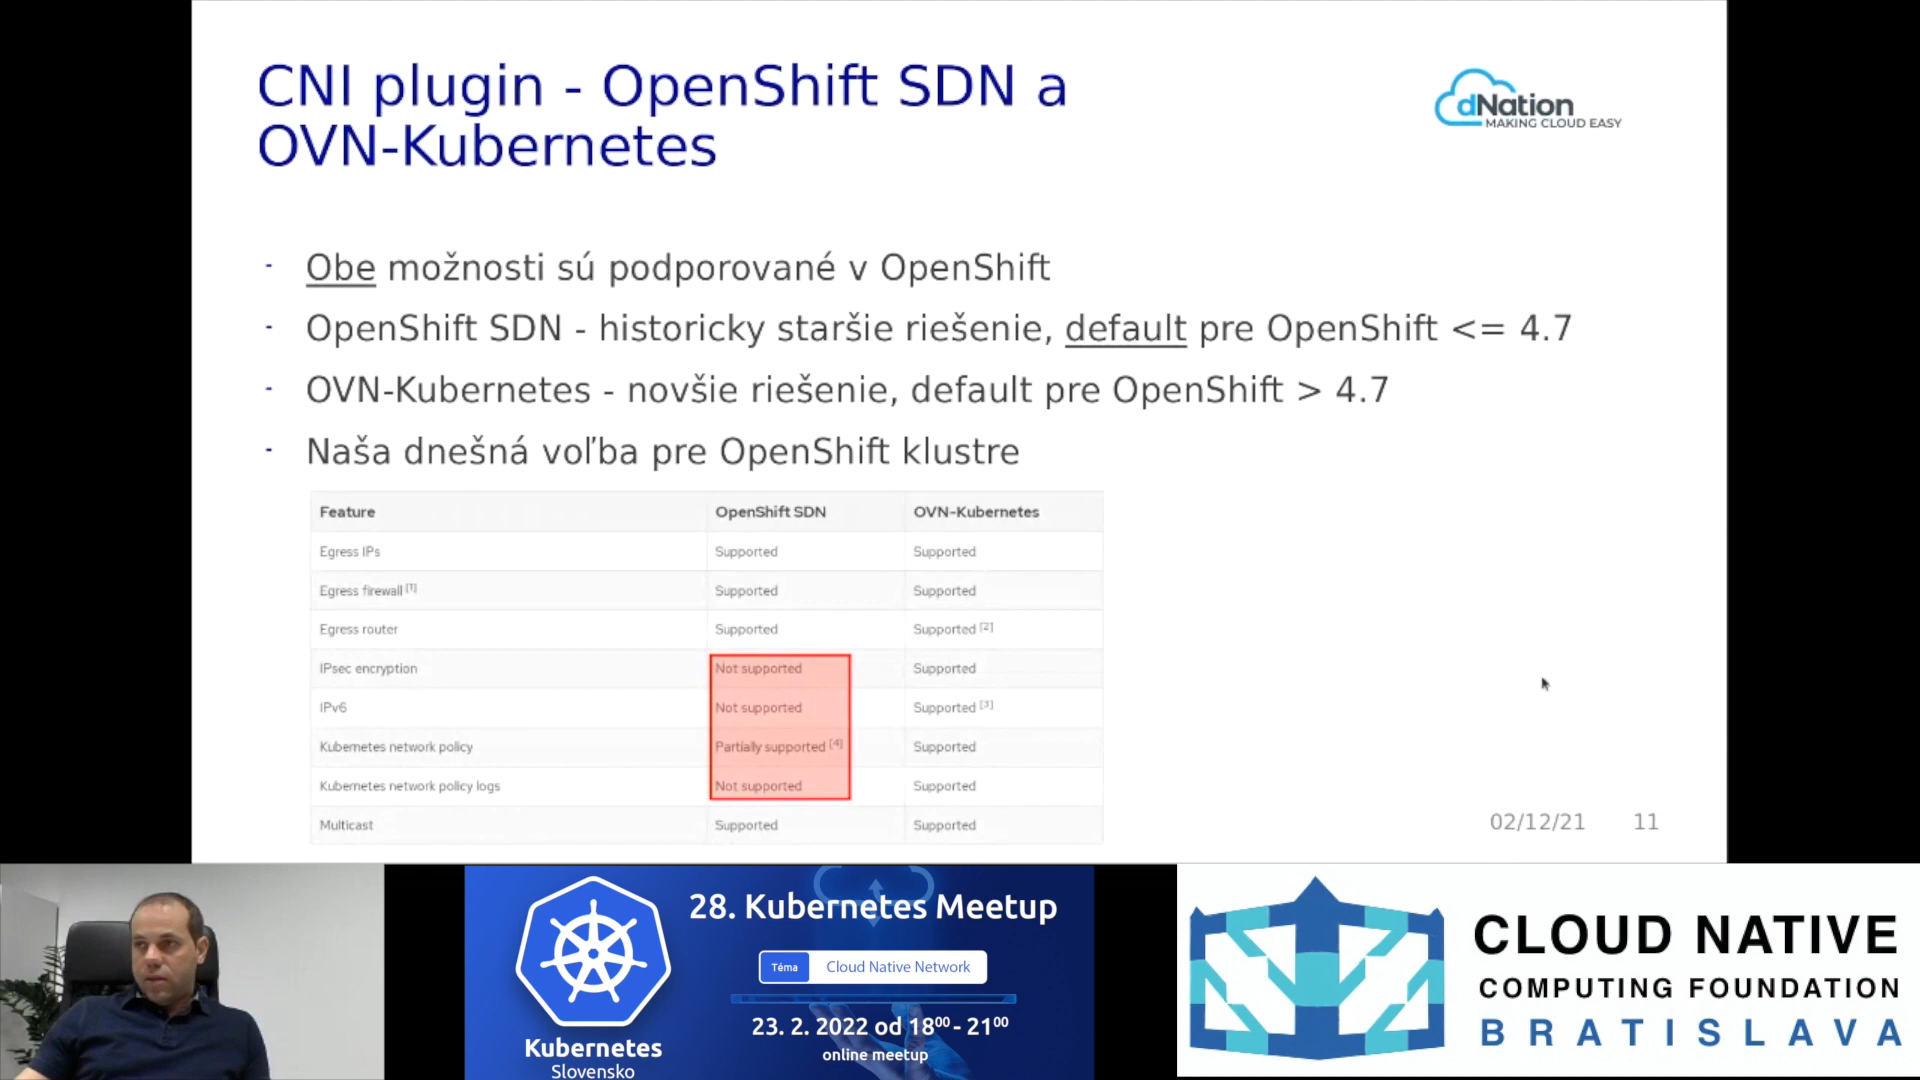 CNI plugin - OpenShift SDN a
OVN-Kubernetes
dNation
MAKING CLOUD EASY
- Obe možnosti sú podporované v OpenShift
- OpenShift SDN - historicky staršie riešenie, default pre OpenShift <= 4.7
- OVN-Kubernetes - novšie riešenie, default pre OpenShift > 4.7
- Naša dnešná voľba pre OpenShift klustre
Feature OpenShift SDN OVN-Kubernetes
Egress IPs Supported Supported
Egress firewall [1] Supported Supported
Egress router Supported Supported [2]
IPsec encryption Not supported Supported
IPv6 Not supported Supported [3]
Kubernetes network policy Partially supported [4] Supported
Kubernetes network policy logs Not supported Supported
Multicast Supported Supported
02/12/21 11
28. Kubernetes Meetup
Téma Cloud Native Network
23. 2. 2022 od 18⁰⁰ - 21⁰⁰
online meetup
Kubernetes
Slovensko
CLOUD NATIVE
COMPUTING FOUNDATION
BRATISLAVA